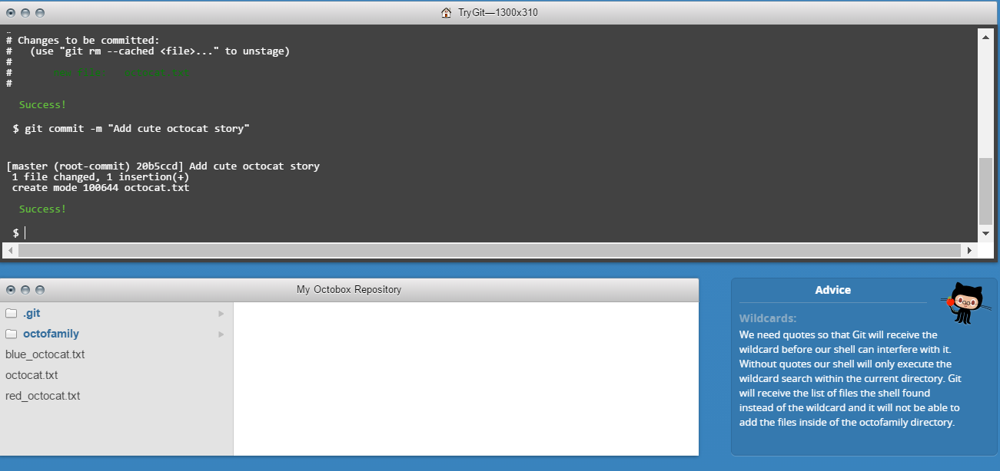 TryGit—1300x310
# Changes to be committed:
#   (use "git rm --cached <file>..." to unstage)
#
#       new file:   octocat.txt
#
Success!
$ git commit -m "Add cute octocat story"
[master (root-commit) 20b5ccd] Add cute octocat story
1 file changed, 1 insertion(+)
create mode 100644 octocat.txt
Success!
$
My Octobox Repository
.git
octofamily
blue_octocat.txt
octocat.txt
red_octocat.txt
Advice
Wildcards:
We need quotes so that Git will receive the
wildcard before our shell can interfere with it.
Without quotes our shell will only execute the
wildcard search within the current directory. Git
will receive the list of files the shell found
instead of the wildcard and it will not be able to
add the files inside of the octofamily directory.